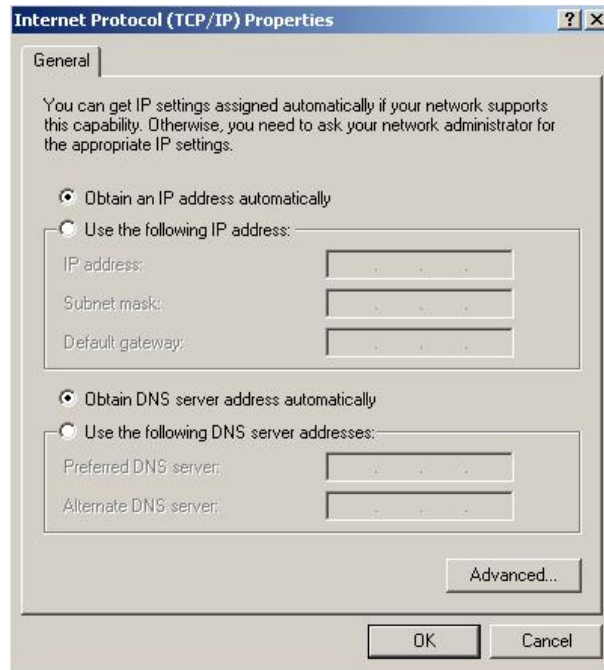 Internet Protocol (TCP/IP) Properties
General
You can get IP settings assigned automatically if your network supports
this capability. Otherwise, you need to ask your network administrator for
the appropriate IP settings.
Obtain an IP address automatically
Use the following IP address:
IP address:
Subnet mask:
Default gateway:
Obtain DNS server address automatically
Use the following DNS server addresses:
Preferred DNS server:
Alternate DNS server:
Advanced...
OK Cancel